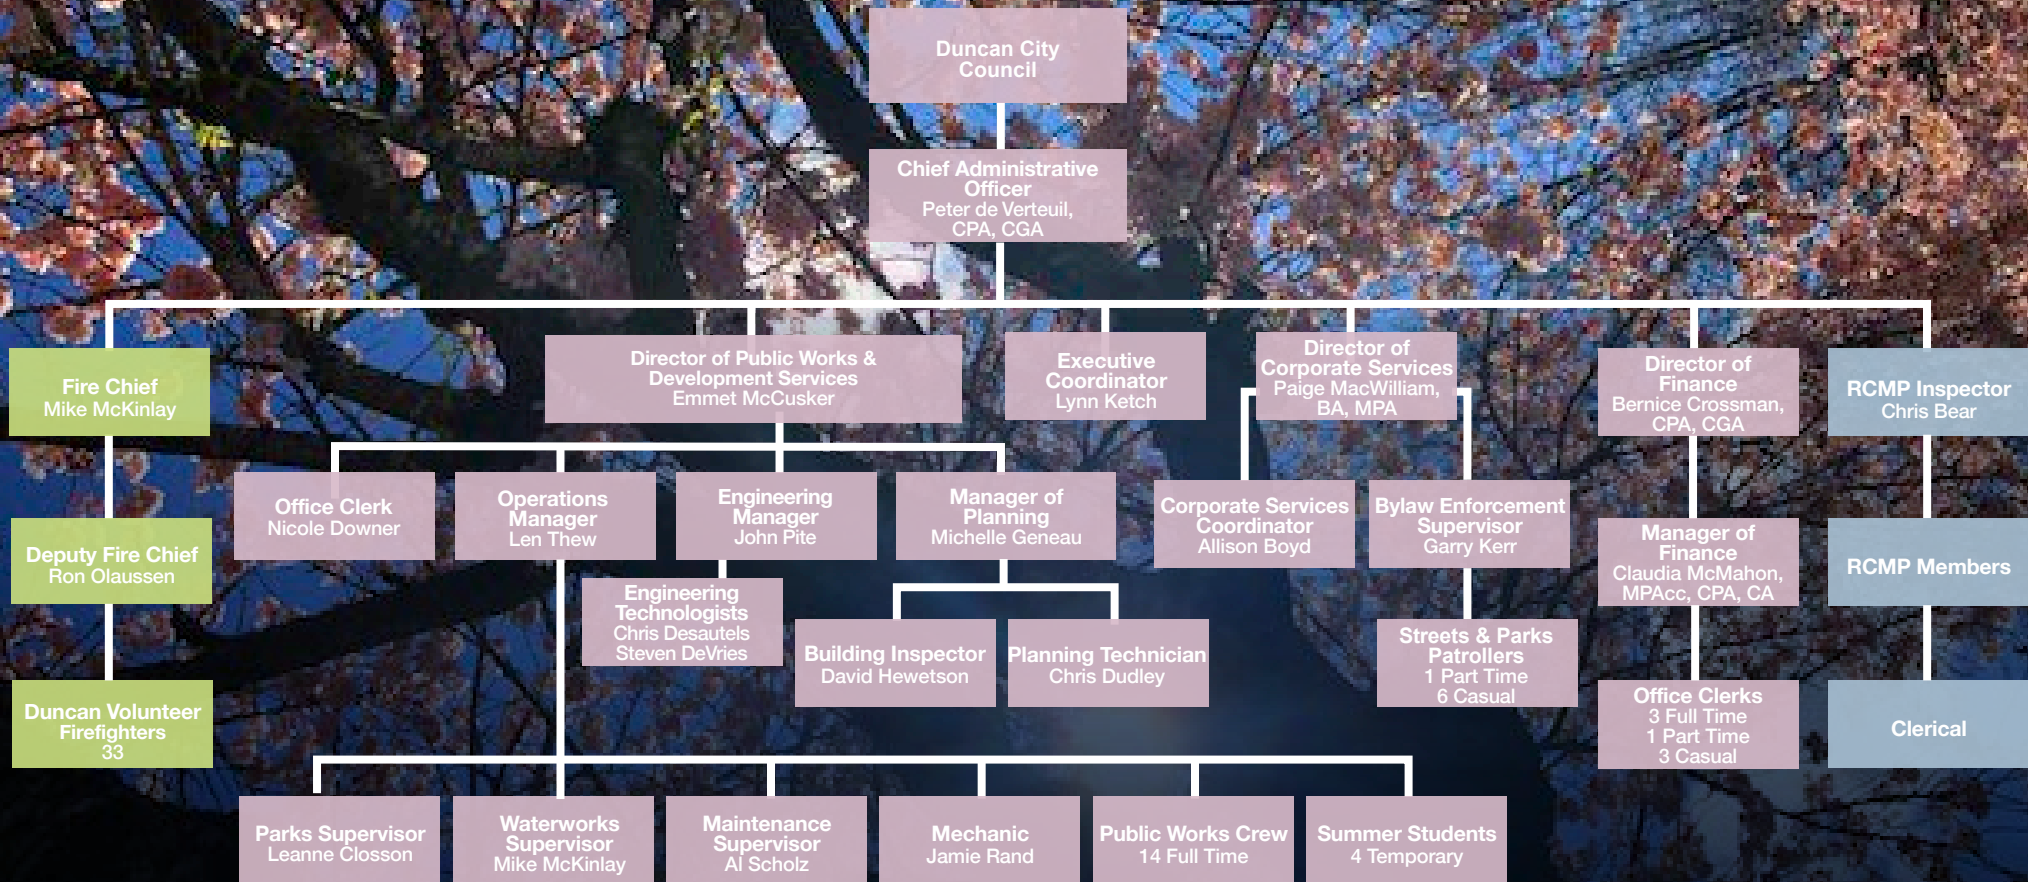 Duncan City
Council
Chief Administrative
Officer
Peter de Verteuil,
CPA, CGA
Fire Chief
Mike McKinlay
Director of Public Works &
Development Services
Emmet McCusker
Executive
Coordinator
Lynn Ketch
Director of
Corporate Services
Paige MacWilliam,
BA, MPA
Director of
Finance
Bernice Crossman,
CPA, CGA
RCMP Inspector
Chris Bear
Deputy Fire Chief
Ron Olaussen
Office Clerk
Nicole Downer
Operations
Manager
Len Thew
Engineering
Manager
John Pite
Manager of
Planning
Michelle Geneau
Corporate Services
Coordinator
Allison Boyd
Bylaw Enforcement
Supervisor
Garry Kerr
Manager of
Finance
Claudia McMahon,
MPAcc, CPA, CA
RCMP Members
Engineering
Technologists
Chris Desautels
Steven DeVries
Building Inspector
David Hewetson
Planning Technician
Chris Dudley
Streets & Parks
Patrollers
1 Part Time
6 Casual
Duncan Volunteer
Firefighters
33
Office Clerks
3 Full Time
1 Part Time
3 Casual
Clerical
Parks Supervisor
Leanne Closson
Waterworks
Supervisor
Mike McKinlay
Maintenance
Supervisor
Al Scholz
Mechanic
Jamie Rand
Public Works Crew
14 Full Time
Summer Students
4 Temporary